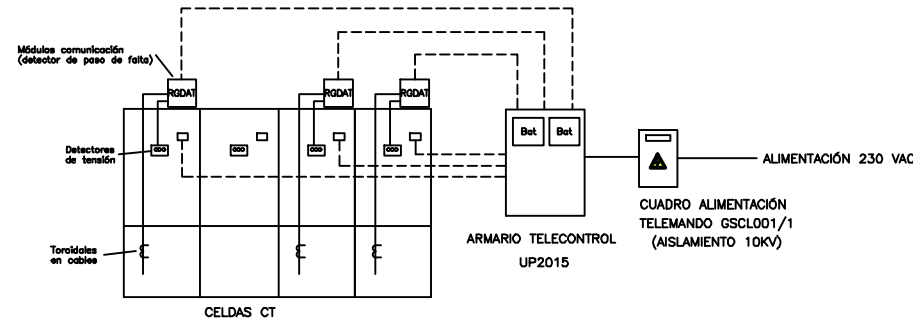 Módulos comunicación
(detector de paso de falta)
RGDAT
RGDAT
RGDAT
Detectores
de tensión
Toroidales
en cables
CELDAS CT
Bat
Bat
ARMARIO TELECONTROL
UP2015
CUADRO ALIMENTACIÓN
TELEMANDO GSCL001/1
(AISLAMIENTO 10KV)
ALIMENTACIÓN 230 VAC